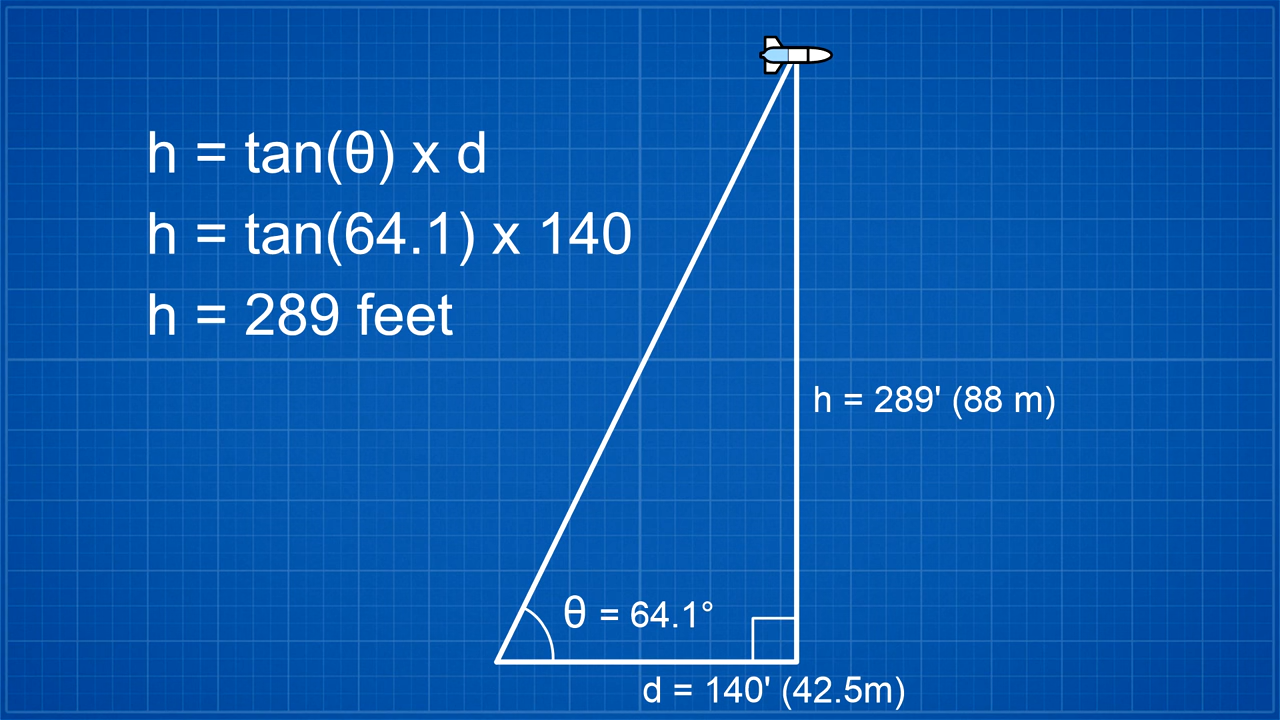 h = tan(θ) x d
h = tan(64.1) x 140
h = 289 feet
h = 289' (88 m)
θ = 64.1°
d = 140' (42.5m)